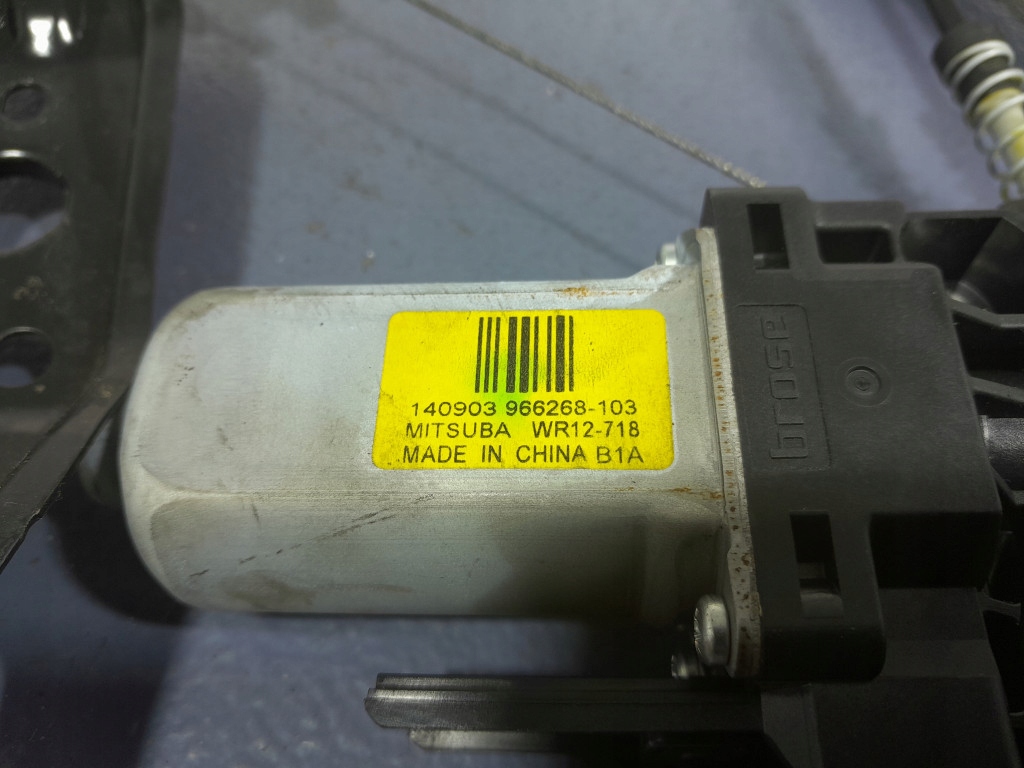 140903 966268-103
MITSUBA WR12-718
MADE IN CHINA B1A
brose